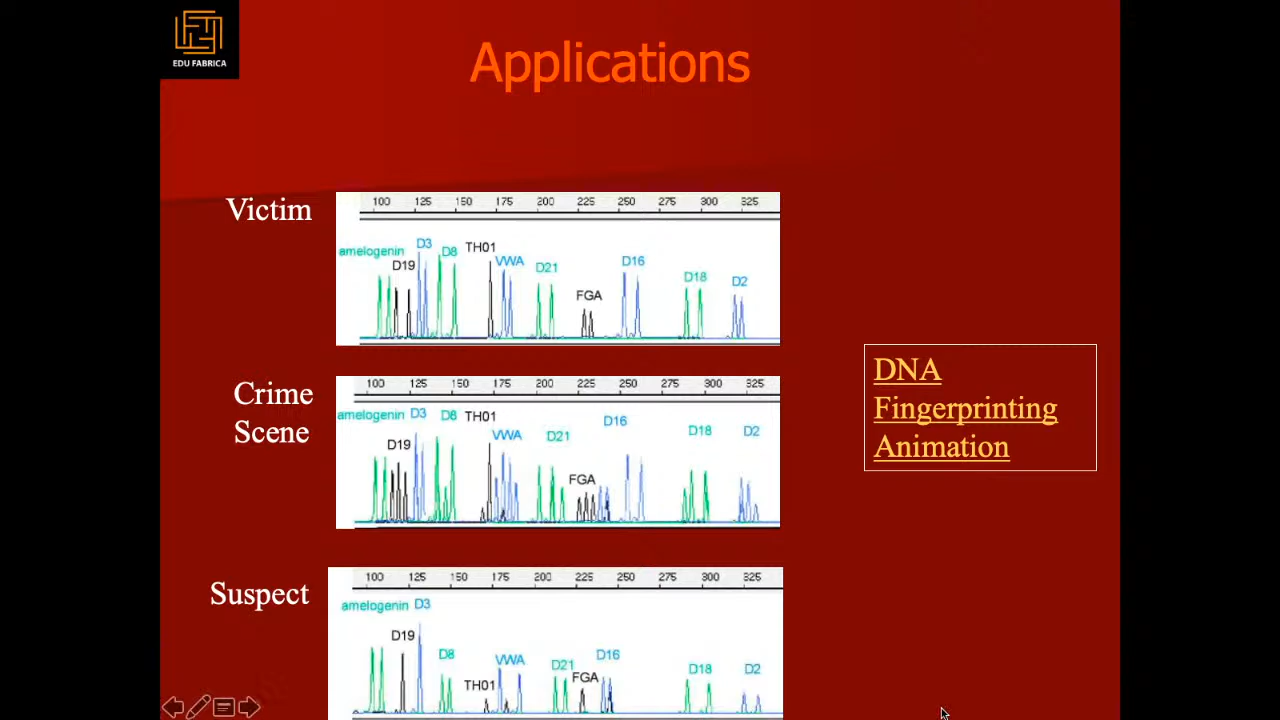 EDU FABRICA
Applications
Victim
100 125 150 175 200 225 250 275 300 325
amelogenin D3 D8 TH01
D19 VWA D21 FGA D16 D18 D2
Crime
Scene
100 125 150 175 200 225 250 275 300 325
amelogenin D3 D8 TH01 D16
D19 VWA D21 FGA D18 D2
DNA
Fingerprinting
Animation
Suspect
100 125 150 175 200 225 250 275 300 325
amelogenin D3
D19 D8 TH01 VWA D21 FGA D16 D18 D2